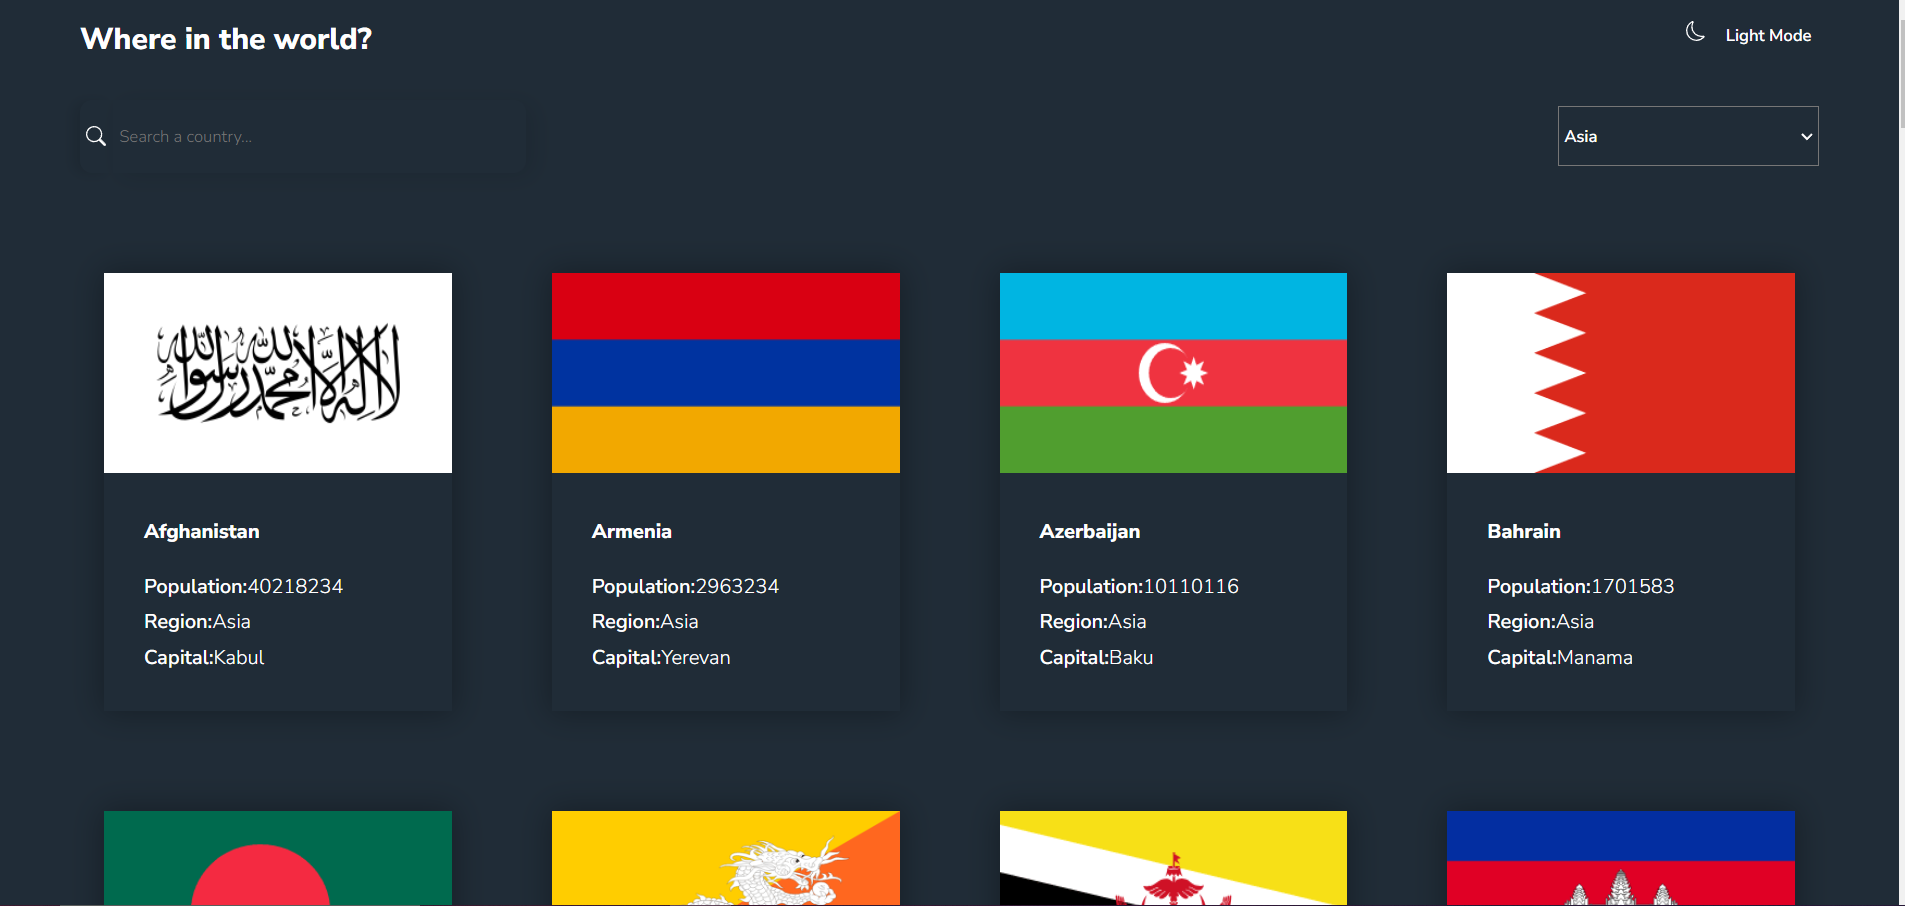 Where in the world?
Light Mode
Search a country...
Asia
لا إله إلا الله محمد رسول الله
Afghanistan
Population:40218234
Region:Asia
Capital:Kabul
Armenia
Population:2963234
Region:Asia
Capital:Yerevan
Azerbaijan
Population:10110116
Region:Asia
Capital:Baku
Bahrain
Population:1701583
Region:Asia
Capital:Manama